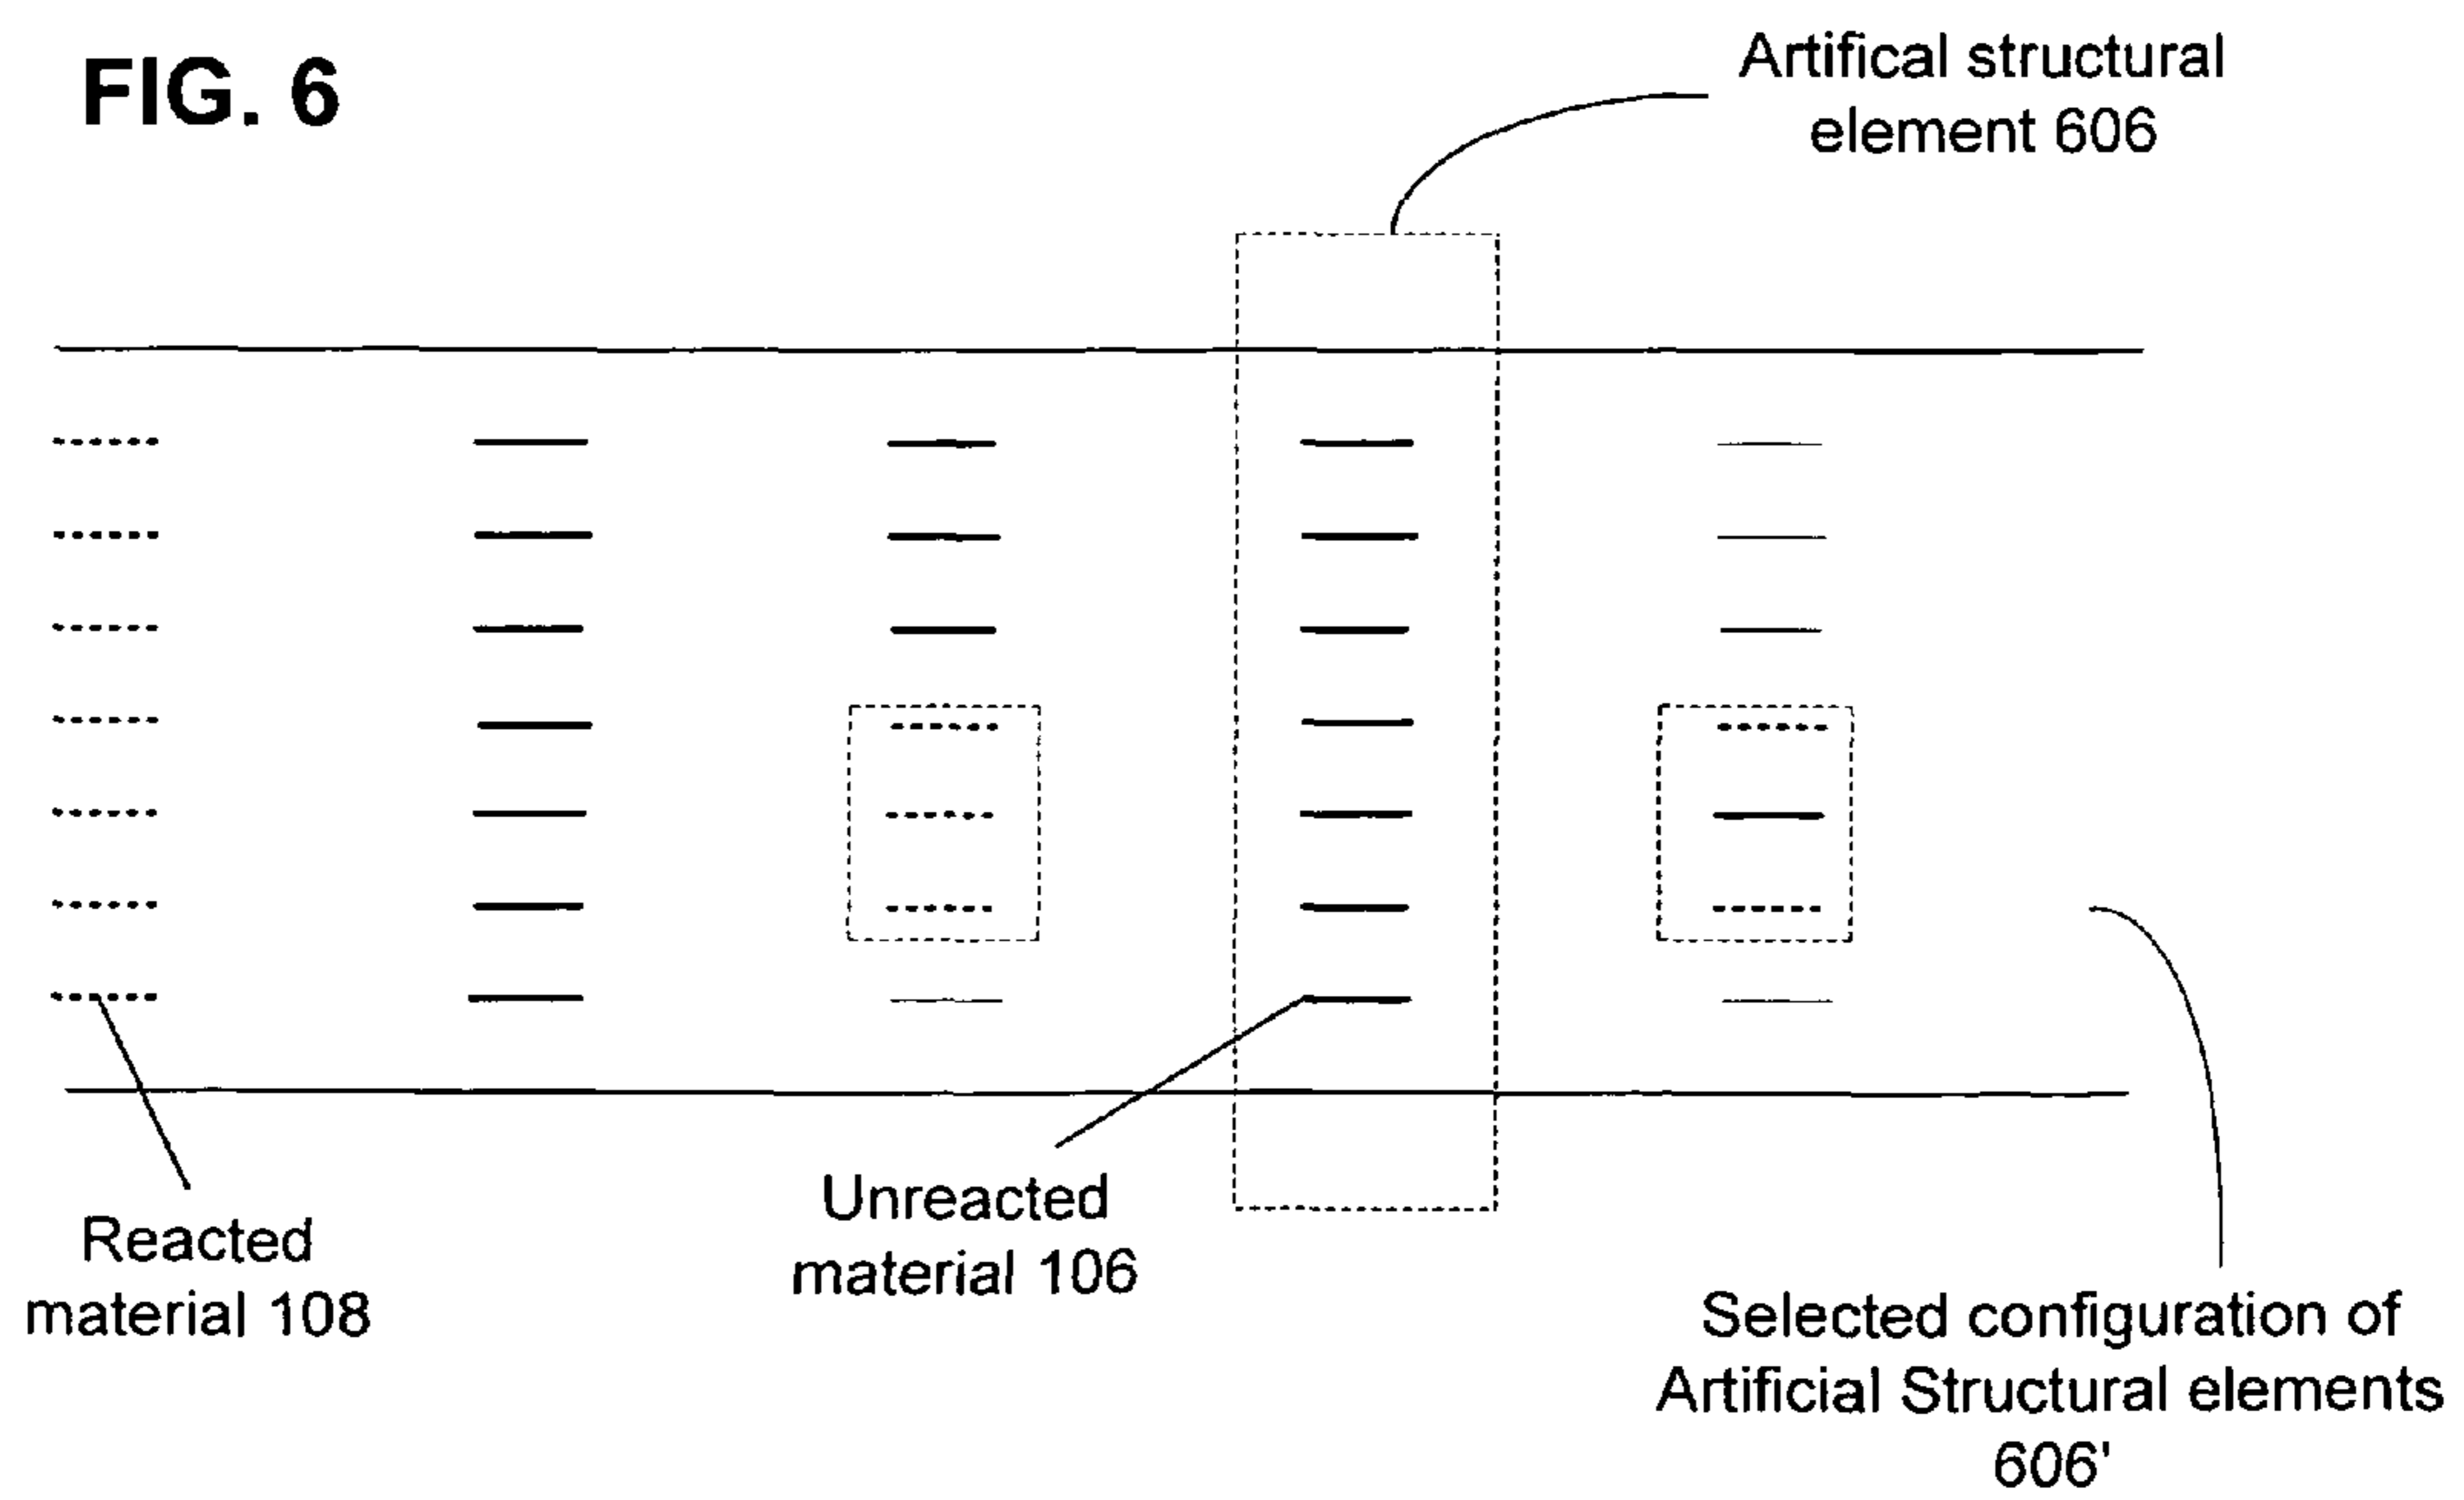 FIG. 6
Artifical structural
element 606
Unreacted
material 106
Reacted
material 108
Selected configuration of
Artificial Structural elements
606'